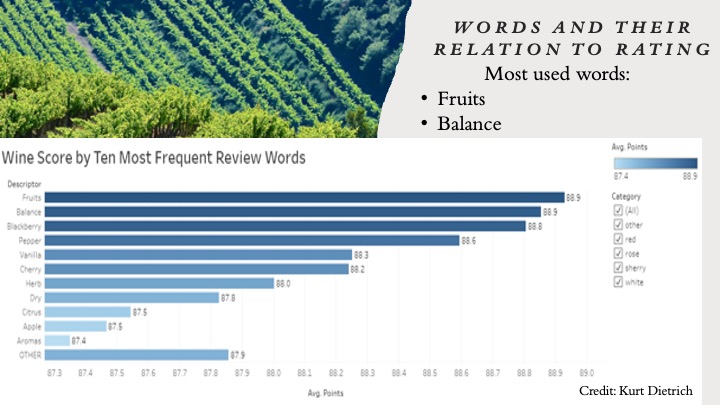 WORDS AND THEIR
RELATION TO RATING
Most used words:
• Fruits
• Balance
Wine Score by Ten Most Frequent Review Words
Descriptor
Fruits 88.9
Balance 88.9
Blackberry 88.8
Pepper 88.6
Vanilla 88.3
Cherry 88.2
Herb 88.0
Dry 87.8
Citrus 87.5
Apple 87.5
Aromas 87.4
OTHER 87.9
87.3 87.4 87.5 87.6 87.7 87.8 87.9 88.0 88.1 88.2 88.3 88.4 88.5 88.6 88.7 88.8 88.9 89.0
Avg. Points
Avg. Points
87.4 88.9
Category
(All)
other
red
rose
sherry
white
Credit: Kurt Dietrich